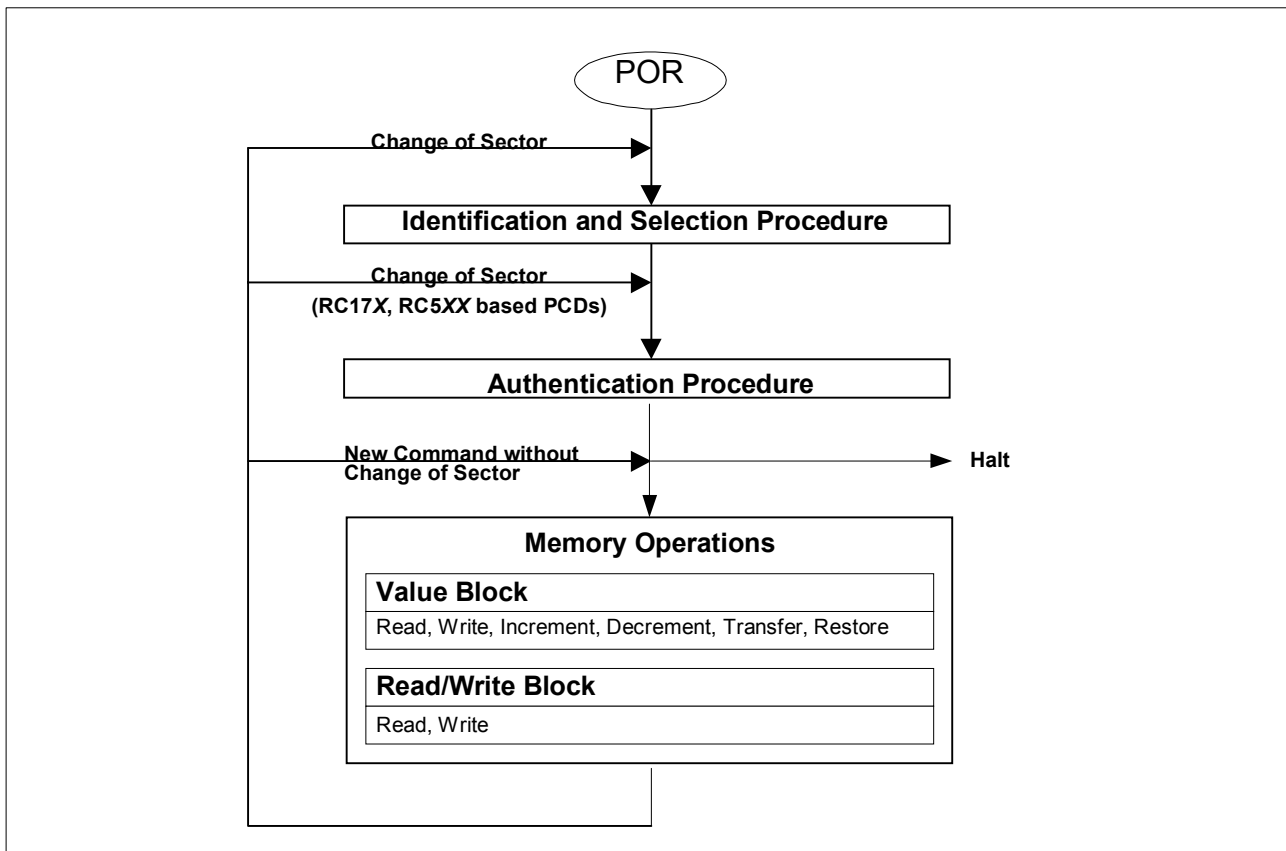 POR
Change of Sector
Identification and Selection Procedure
Change of Sector
(RC17X, RC5XX based PCDs)
Authentication Procedure
New Command without
Change of Sector
Halt
Memory Operations
Value Block
Read, Write, Increment, Decrement, Transfer, Restore
Read/Write Block
Read, Write